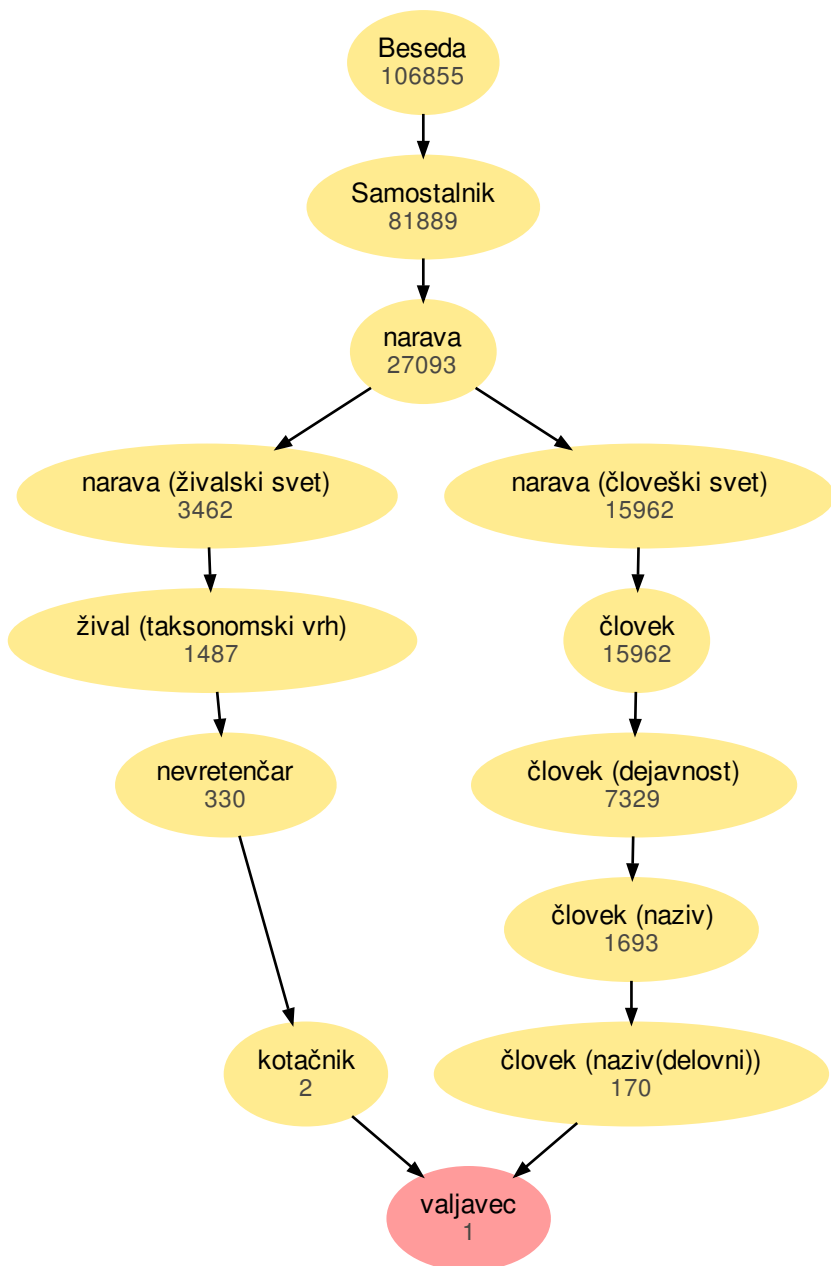 Beseda
106855
Samostalnik
81889
narava
27093
narava (živalski svet)
3462
narava (človeški svet)
15962
žival (taksonomski vrh)
1487
človek
15962
nevretenčar
330
človek (dejavnost)
7329
človek (naziv)
1693
kotačnik
2
človek (naziv(delovni))
170
valjavec
1